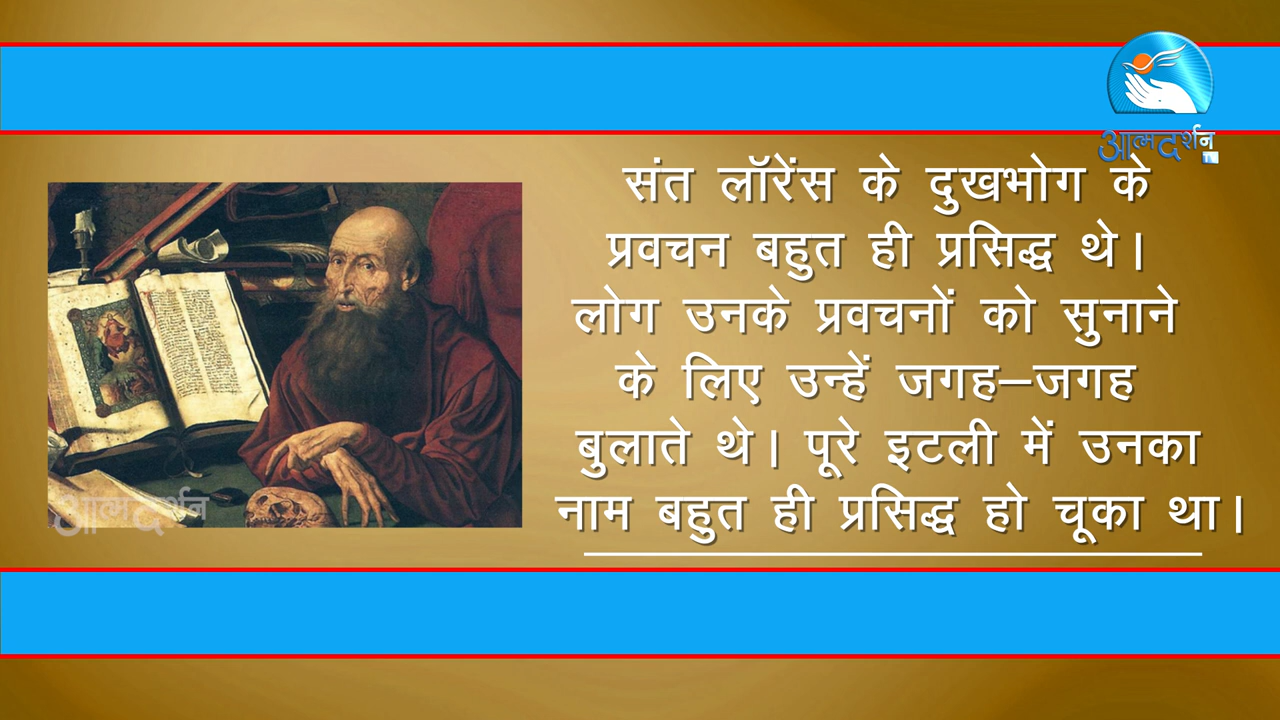 आत्मदर्शन
TV
संत लॉरेंस के दुखभोग के
प्रवचन बहुत ही प्रसिद्ध थे।
लोग उनके प्रवचनों को सुनाने
के लिए उन्हें जगह–जगह
बुलाते थे। पूरे इटली में उनका
नाम बहुत ही प्रसिद्ध हो चूका था।
आत्मदर्शन